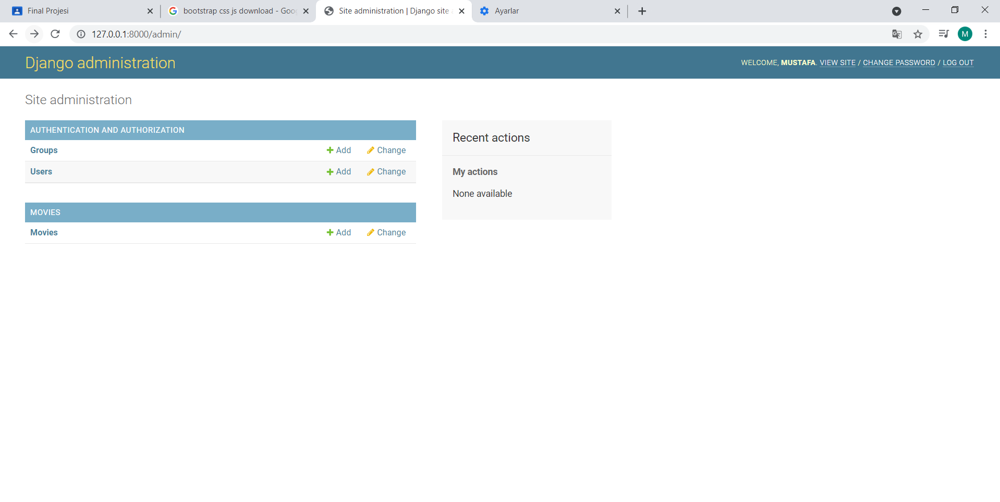 Final Projesi
bootstrap css js download - Goo
Site administration | Django site a
Ayarlar
127.0.0.1:8000/admin/
M
Django administration
WELCOME, MUSTAFA. VIEW SITE / CHANGE PASSWORD / LOG OUT
Site administration
AUTHENTICATION AND AUTHORIZATION
Groups Add Change
Users Add Change
MOVIES
Movies Add Change
Recent actions
My actions
None available